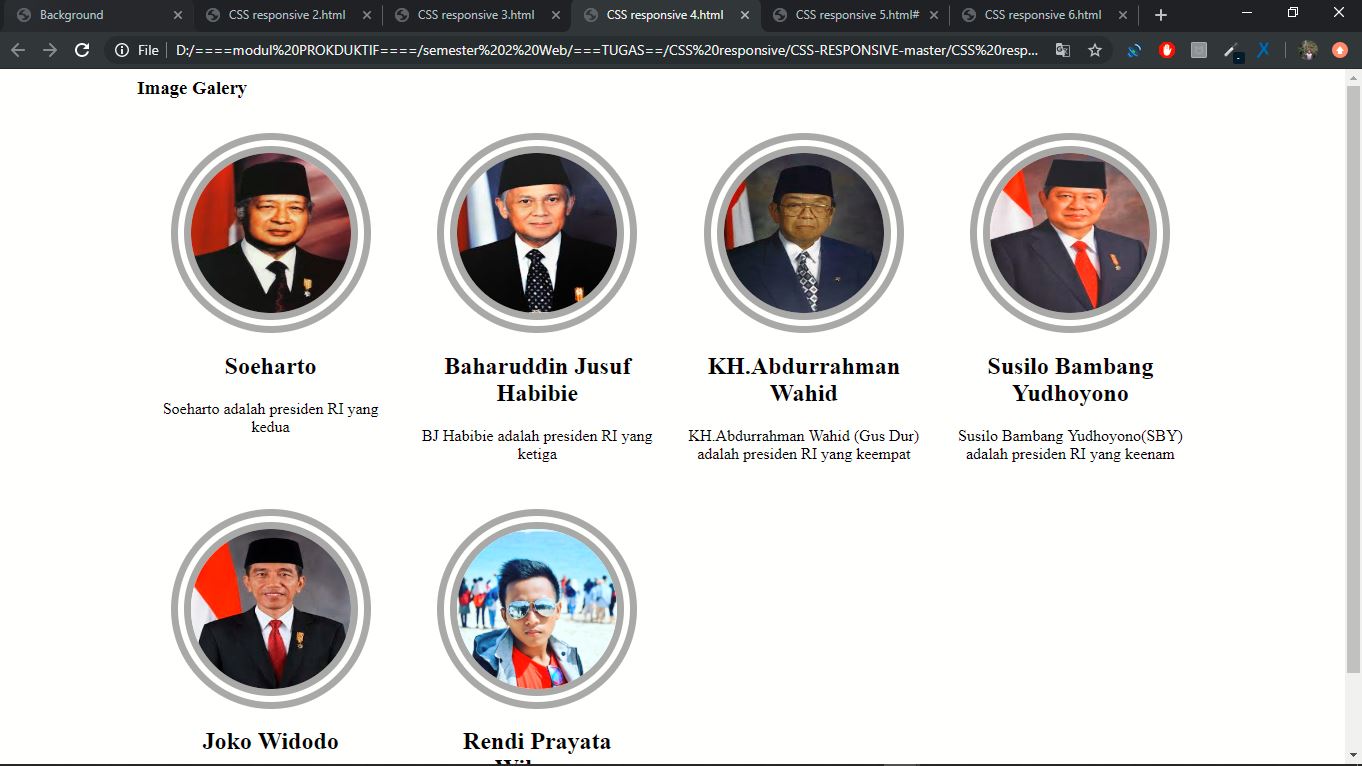 Background
CSS responsive 2.html
CSS responsive 3.html
CSS responsive 4.html
CSS responsive 5.html#
CSS responsive 6.html
File | D:/====modul%20PROKDUKTIF====/semester%202%20Web/===TUGAS==/CSS%20responsive/CSS-RESPONSIVE-master/CSS%20resp...
Image Galery
Soeharto
Soeharto adalah presiden RI yang
kedua
Baharuddin Jusuf
Habibie
BJ Habibie adalah presiden RI yang
ketiga
KH.Abdurrahman
Wahid
KH.Abdurrahman Wahid (Gus Dur)
adalah presiden RI yang keempat
Susilo Bambang
Yudhoyono
Susilo Bambang Yudhoyono(SBY)
adalah presiden RI yang keenam
Joko Widodo
Rendi Prayata